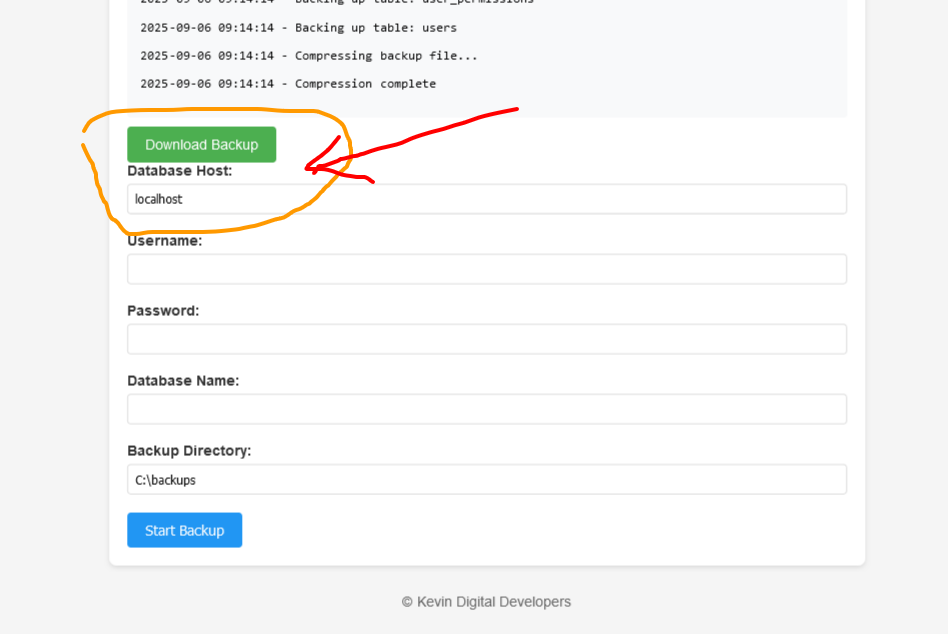 2025-09-06 09:14:14 - Backing up table: user_permissions
2025-09-06 09:14:14 - Backing up table: users
2025-09-06 09:14:14 - Compressing backup file...
2025-09-06 09:14:14 - Compression complete
Download Backup
Database Host:
localhost
Username:
Password:
Database Name:
Backup Directory:
C:\backups
Start Backup
© Kevin Digital Developers